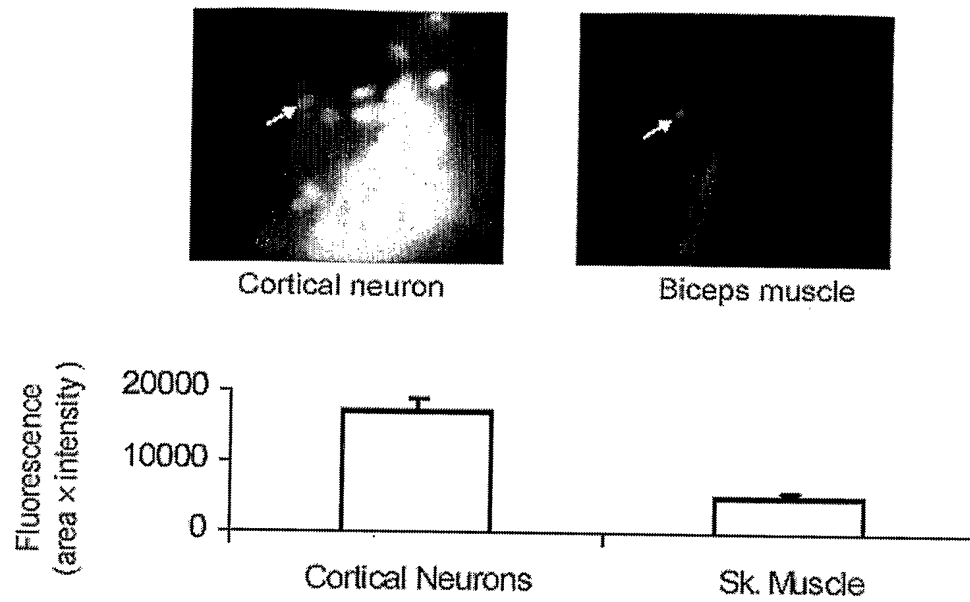 Cortical neuron
Biceps muscle
Fluorescence
(area × intensity)
20000
10000
0
Cortical Neurons
Sk. Muscle